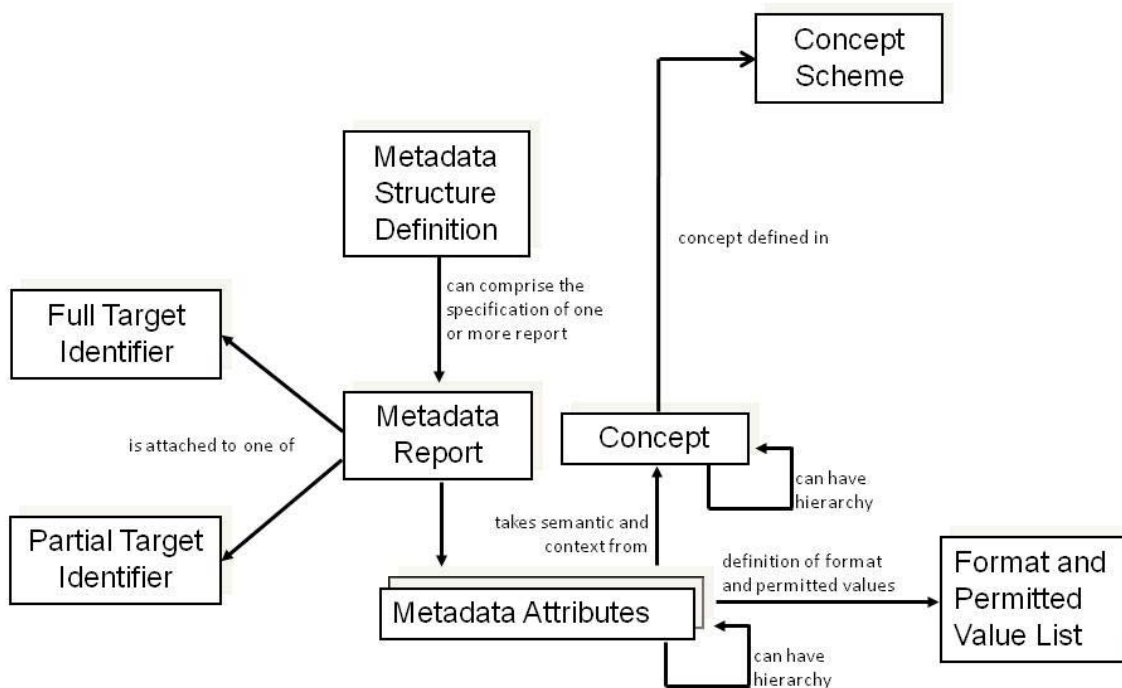 Concept
Scheme
Metadata
Structure
Definition
concept defined in
can comprise the
specification of one
or more report
Full Target
Identifier
Metadata
Report
Concept
is attached to one of
can have
hierarchy
takes semantic and
context from
Partial Target
Identifier
definition of format
and permitted values
Format and
Permitted
Value List
Metadata Attributes
can have
hierarchy